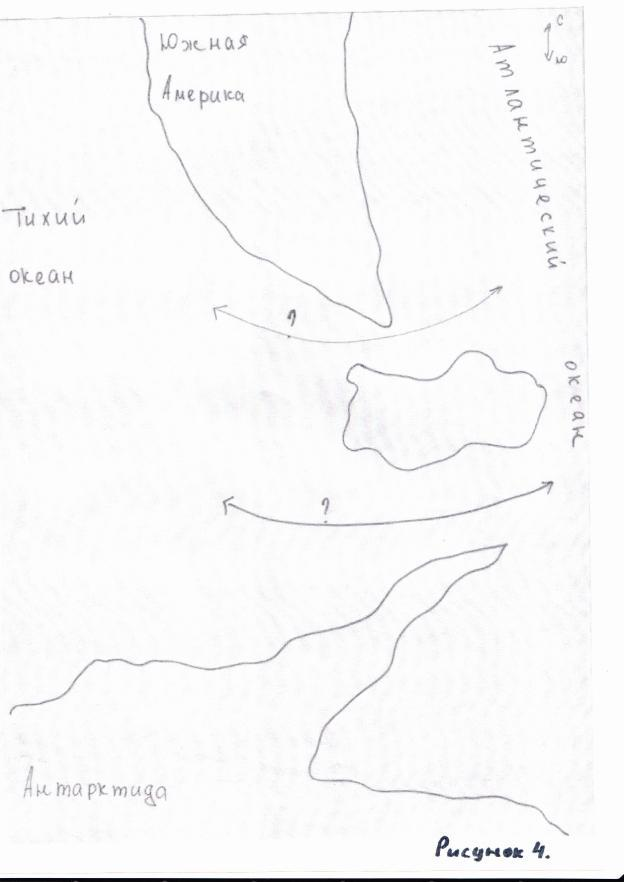 Южная
Америка
С
Ю
Атлантический
океан
Тихий
океан
?
?
Антарктида
Рисунок 4.